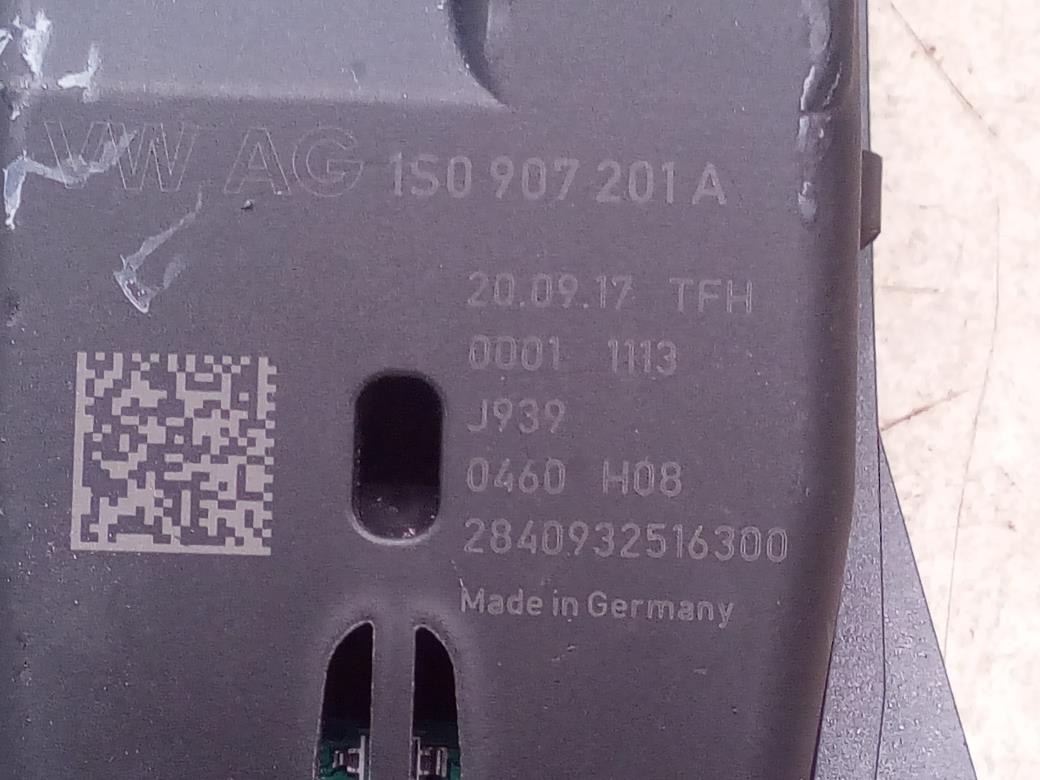 VW AG 1S0 907 201 A
20.09.17 TFH
0001 1113
J939
0460 H08
2840932516300
Made in Germany